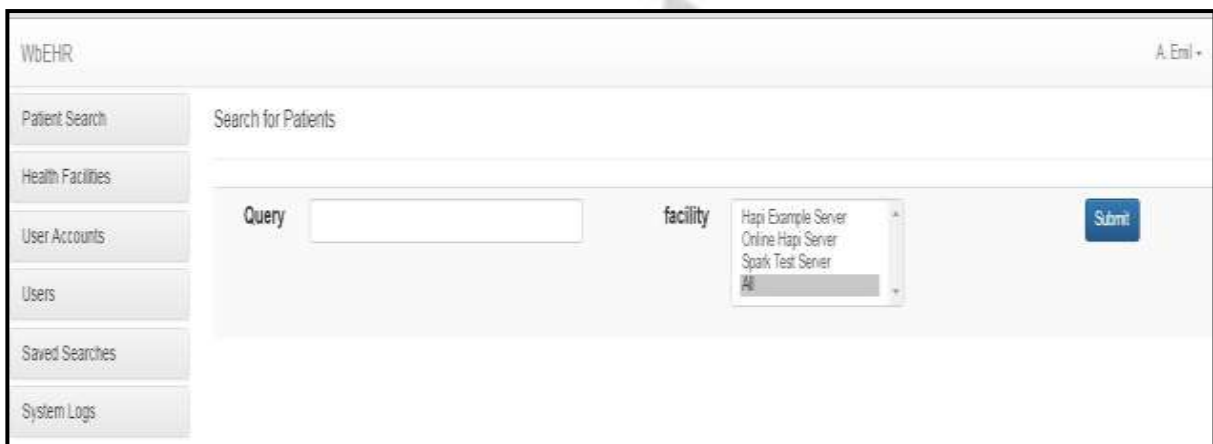 WbEHR
A. Emil
Patient Search
Health Facilities
User Accounts
Users
Saved Searches
System Logs
Search for Patients
Query
facility
Hapi Example Server
Online Hapi Server
Spark Test Server
All
Submit